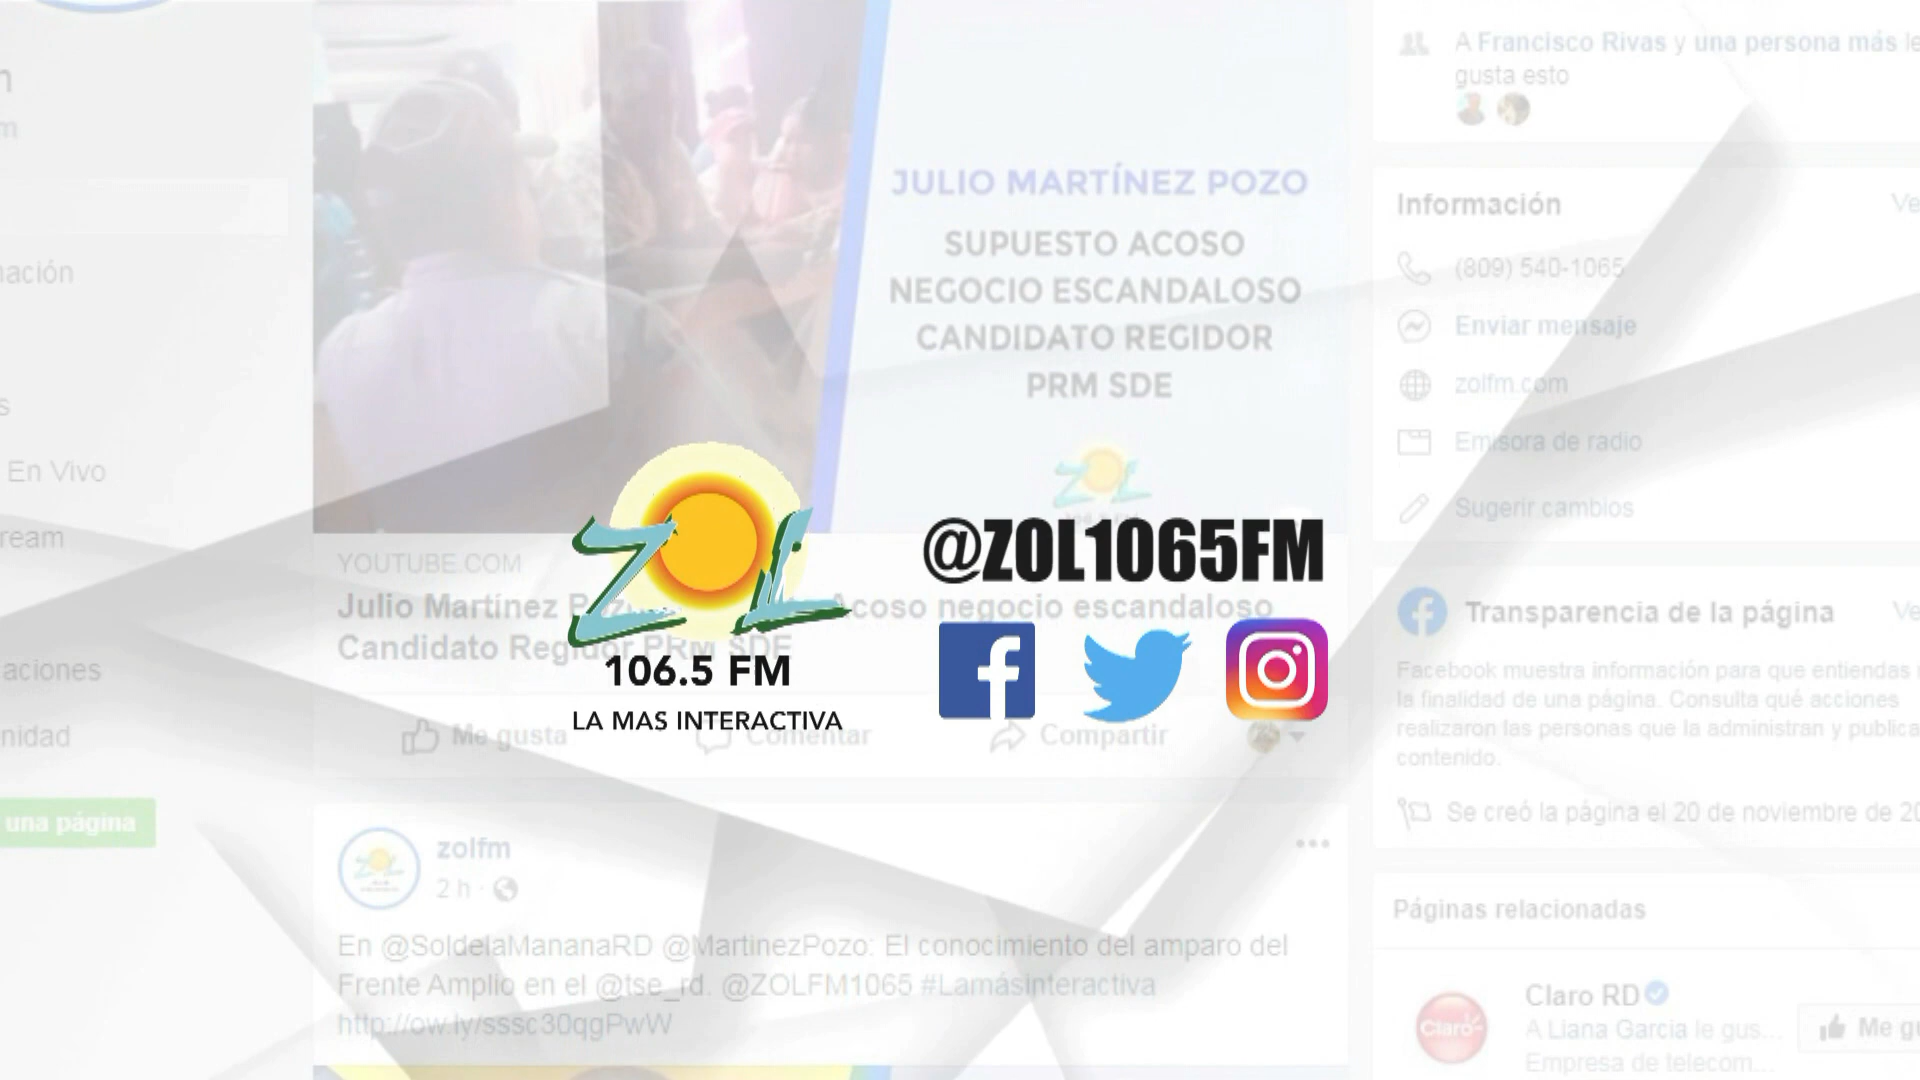 A Francisco Rivas y una persona más le
gusta esto
JULIO MARTÍNEZ POZO
SUPUESTO ACOSO
NEGOCIO ESCANDALOSO
CANDIDATO REGIDOR
PRM SDE
Información
(809) 540-1065
Enviar mensaje
zolfm.com
Emisora de radio
Sugerir cambios
En Vivo
ZOL
106.5 FM
LA MAS INTERACTIVA
@ZOL1065FM
YOUTUBE.COM
Julio Martínez Acoso negocio escandaloso
Candidato Regidor PRM SDE
Me gusta
Comentar
Compartir
Transparencia de la página
Facebook muestra información para que entiendas
la finalidad de una página. Consulta qué acciones
realizaron las personas que la administran y publica
contenido.
Se creó la página el 20 de noviembre de 20
una página
zolfm
2 h ·
En @SoldelaMananaRD @MartinezPozo: El conocimiento del amparo del
Frente Amplio en el @tse_rd. @ZOLFM1065 #Lamásinteractiva
http://ow.ly/sssc30qgPwW
Páginas relacionadas
Claro RD
Claro
A Liana Garcia le gus...
Empresa de telecom...
Me gu